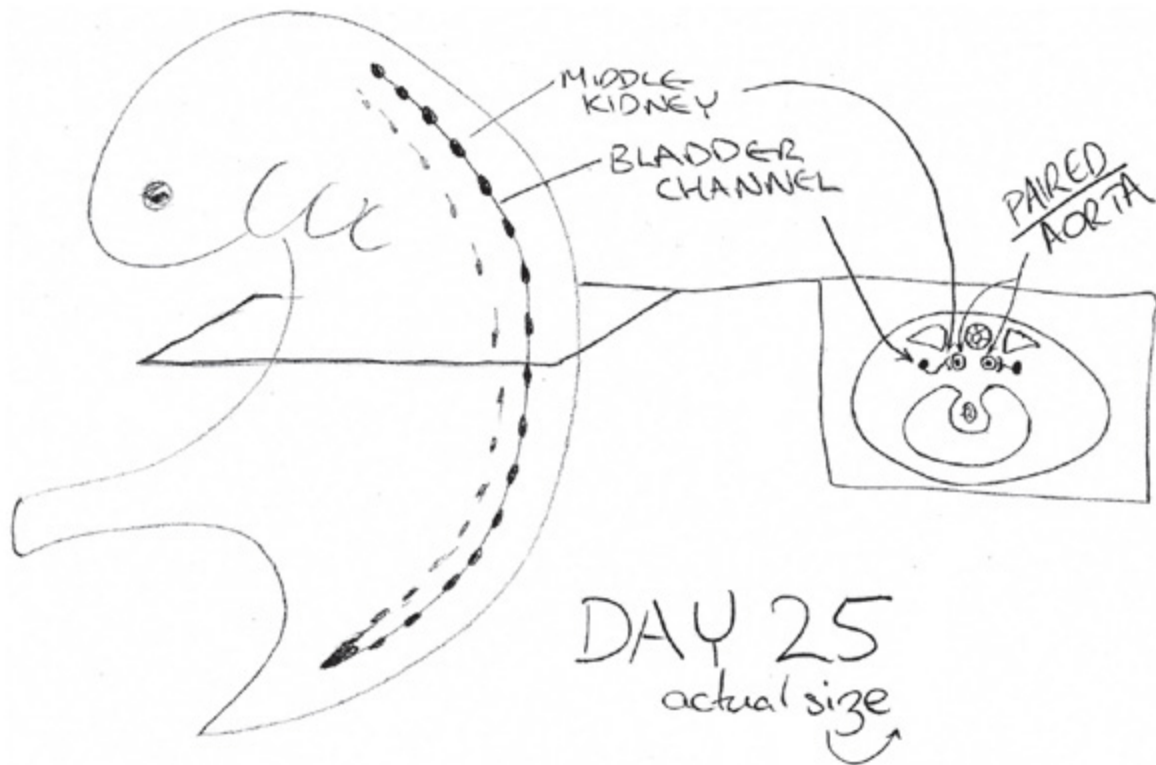 MIDDLE
KIDNEY
BLADDER
CHANNEL
PAIRED
AORTA
DAY 25
actual size